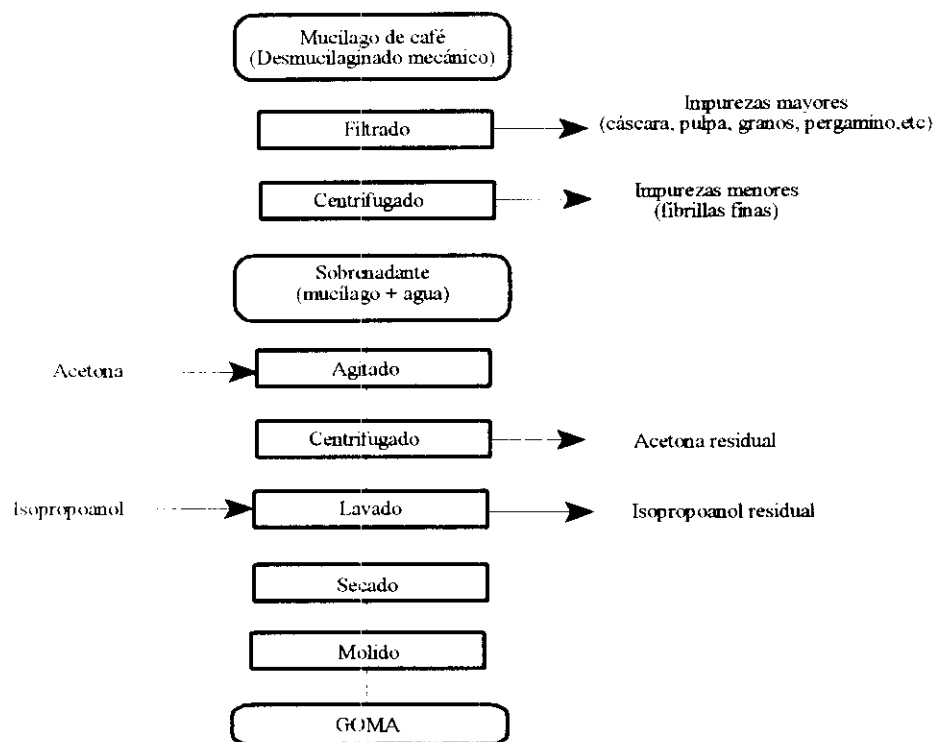 Mucílago de café
(Desmucilaginado mecánico)
Filtrado
Impurezas mayores
(cáscara, pulpa, granos, pergamino,etc)
Centrifugado
Impurezas menores
(fibrillas finas)
Sobrenadante
(mucílago + agua)
Acetona
Agitado
Centrifugado
Acetona residual
Isopropoanol
Lavado
Isopropoanol residual
Secado
Molido
GOMA